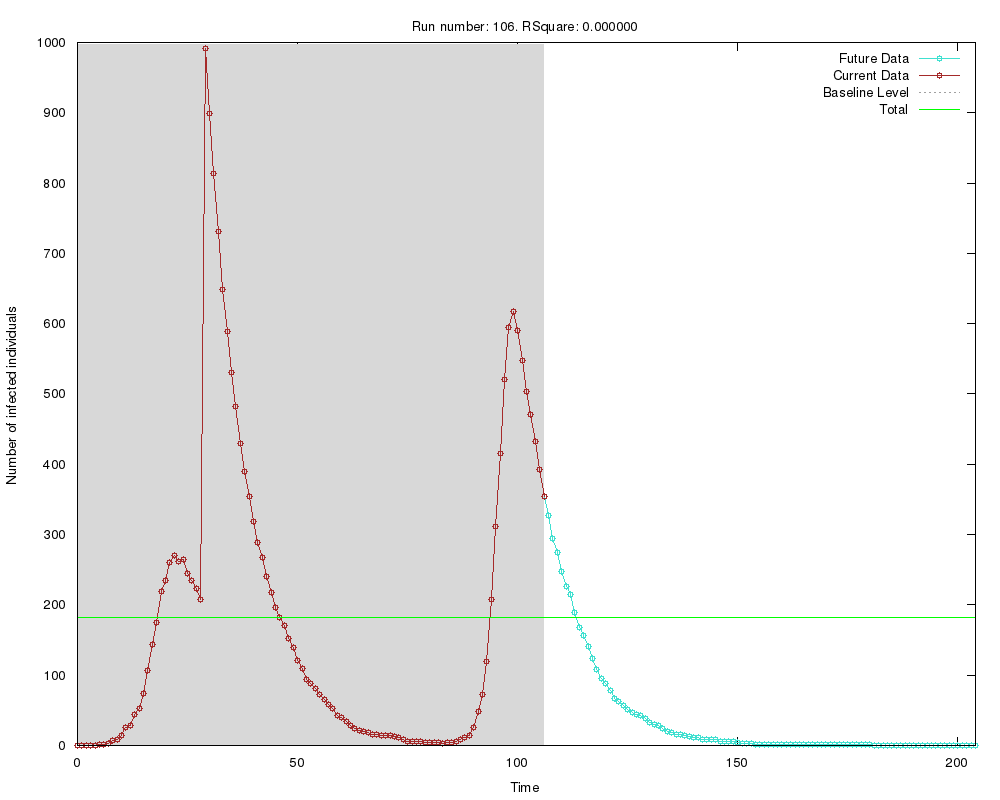 Run number: 106. RSquare: 0.000000
Future Data
Current Data
Baseline Level
Total
1000
900
800
700
600
500
400
300
200
100
0
Number of infected individuals
0 50 100 150 200
Time